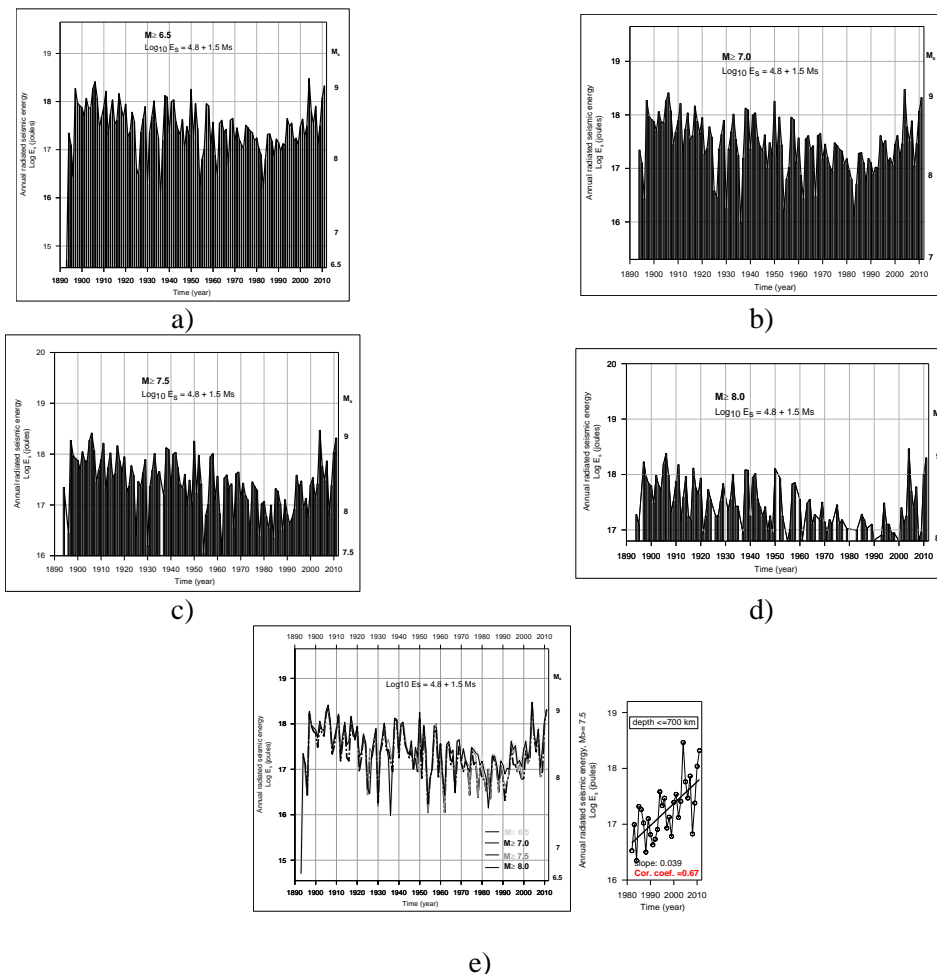 M≥ 6.5
Log10 Es = 4.8 + 1.5 Ms
Ms
Annual radiated seismic energy
Log Es (joules)
19
18
17
16
15
9
8
7
6.5
1890 1900 1910 1920 1930 1940 1950 1960 1970 1980 1990 2000 2010
Time (year)
a)
M≥ 7.0
Log10 Es = 4.8 + 1.5 Ms
Ms
Annual radiated seismic energy
Log Es (joules)
19
18
17
16
9
8
7
1890 1900 1910 1920 1930 1940 1950 1960 1970 1980 1990 2000 2010
Time (year)
b)
M≥ 7.5
Log10 Es = 4.8 + 1.5 Ms
Ms
Annual radiated seismic energy
Log Es (joules)
20
19
18
17
16
9
8
7.5
1890 1900 1910 1920 1930 1940 1950 1960 1970 1980 1990 2000 2010
Time (year)
c)
M≥ 8.0
Log10 Es = 4.8 + 1.5 Ms
M
Annual radiated seismic energy
Log Es (joules)
20
19
18
17
9
8
1890 1900 1910 1920 1930 1940 1950 1960 1970 1980 1990 2000 2010
Time (year)
d)
1890 1900 1910 1920 1930 1940 1950 1960 1970 1980 1990 2000 2010
Log10 Es = 4.8 + 1.5 Ms
Ms
Annual radiated seismic energy
Log Es (joules)
19
18
17
16
15
9
8
7
6.5
M≥ 6.5
M≥ 7.0
M≥ 7.5
M≥ 8.0
1890 1900 1910 1920 1930 1940 1950 1960 1970 1980 1990 2000 2010
Time (year)
Annual radiated seismic energy, M>= 7.5
Log Es (joules)
19
18
17
16
depth <=700 km
slope: 0.039
Cor. coef. =0.67
1980 1990 2000 2010
Time (year)
e)